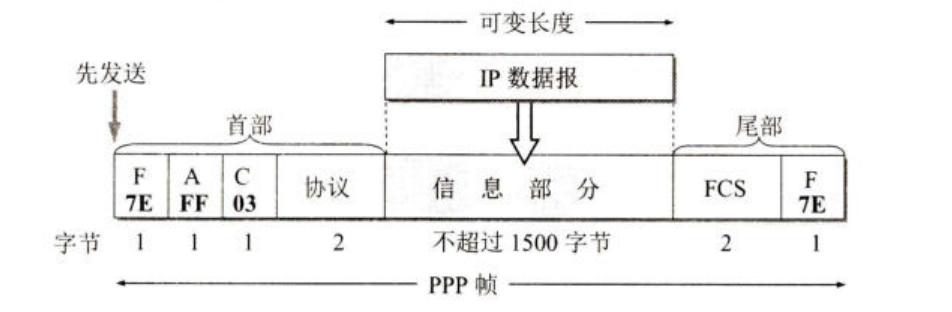 可变长度
IP 数据报
先发送
首部
尾部
F A C 协议 信息部分 FCS F
7E FF 03 7E
字节 1 1 1 2 不超过 1500 字节 2 1
PPP 帧